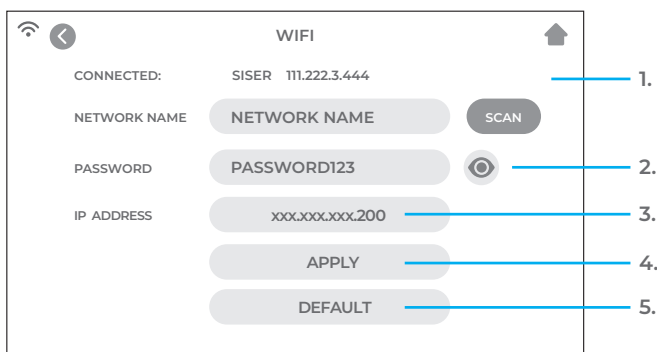 WIFI
CONNECTED: SISER 111.222.3.444 1.
NETWORK NAME NETWORK NAME SCAN
PASSWORD PASSWORD123 2.
IP ADDRESS xxx.xxx.xxx.200 3.
APPLY 4.
DEFAULT 5.